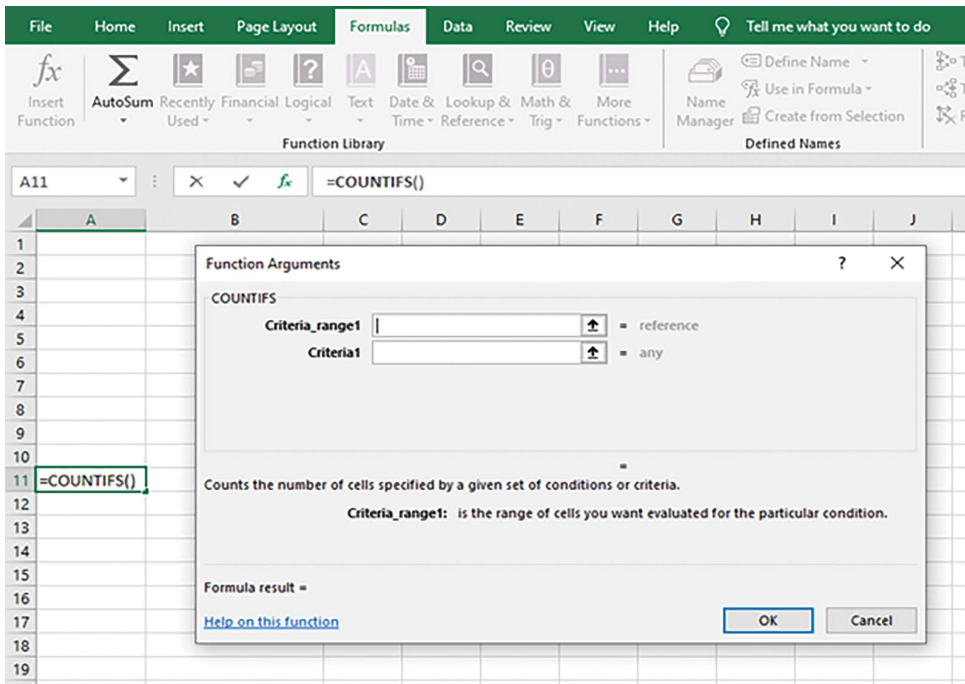 File Home Insert Page Layout Formulas Data Review View Help Tell me what you want to do
fx Σ ? A θ Define Name T
Use in Formula T
Insert AutoSum Recently Financial Logical Text Date & Lookup & Math & More Name
Function Used Time Reference Trig Functions Manager Create from Selection
Function Library Defined Names
A11 fx =COUNTIFS()
A B C D E F G H I J
1
2
Function Arguments ?
3
COUNTIFS
4
Criteria_range1 = reference
5
Criteria1 = any
6
7
8
9
10
=
11 =COUNTIFS()
Counts the number of cells specified by a given set of conditions or criteria.
12
Criteria_range1: is the range of cells you want evaluated for the particular condition.
13
14
15
Formula result =
16
17
Help on this function OK Cancel
18
19